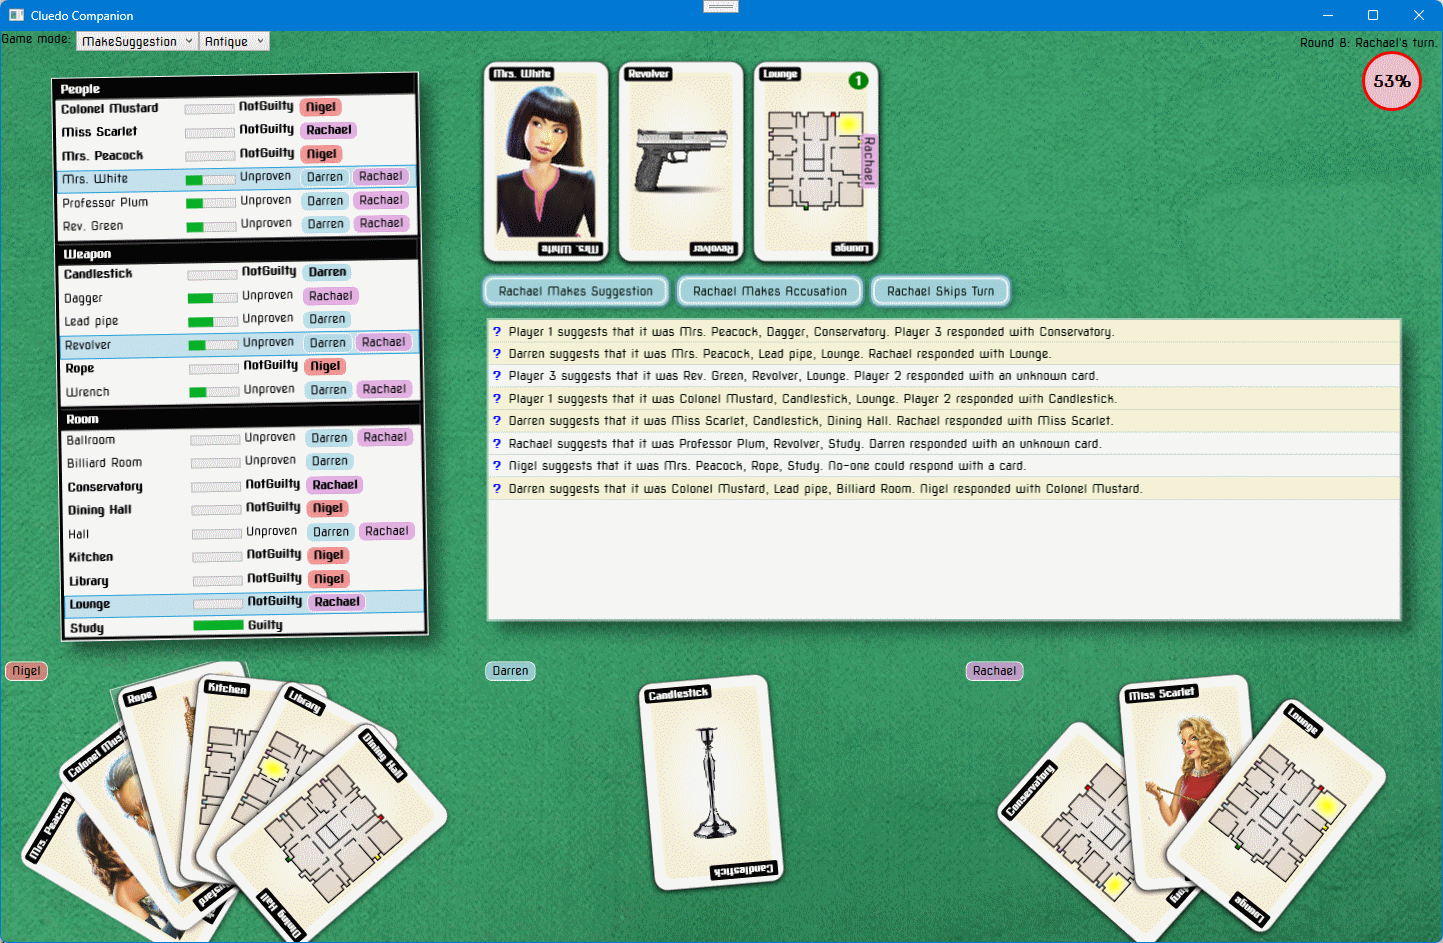 Cluedo Companion
Game mode: MakeSuggestion Antique
Round 8: Rachael's turn.
53%
People
Colonel Mustard NotGuilty Nigel
Miss Scarlet NotGuilty Rachael
Mrs. Peacock NotGuilty Nigel
Mrs. White Unproven Darren Rachael
Professor Plum Unproven Darren Rachael
Rev. Green Unproven Darren Rachael
Weapon
Candlestick NotGuilty Darren
Dagger Unproven Rachael
Lead pipe Unproven Darren
Revolver Unproven Darren Rachael
Rope NotGuilty Nigel
Wrench Unproven Darren Rachael
Room
Ballroom Unproven Darren Rachael
Billiard Room Unproven Darren
Conservatory NotGuilty Rachael
Dining Hall NotGuilty Nigel
Hall Unproven Darren Rachael
Kitchen NotGuilty Nigel
Library NotGuilty Nigel
Lounge NotGuilty Rachael
Study Guilty
Mrs. White
Mrs. White
Revolver
Revolver
Lounge
1
Rachael
Lounge
Rachael Makes Suggestion
Rachael Makes Accusation
Rachael Skips Turn
? Player 1 suggests that it was Mrs. Peacock, Dagger, Conservatory. Player 3 responded with Conservatory.
? Darren suggests that it was Mrs. Peacock, Lead pipe, Lounge. Rachael responded with Lounge.
? Player 3 suggests that it was Rev. Green, Revolver, Lounge. Player 2 responded with an unknown card.
? Player 1 suggests that it was Colonel Mustard, Candlestick, Lounge. Player 2 responded with Candlestick.
? Darren suggests that it was Miss Scarlet, Candlestick, Dining Hall. Rachael responded with Miss Scarlet.
? Rachael suggests that it was Professor Plum, Revolver, Study. Darren responded with an unknown card.
? Nigel suggests that it was Mrs. Peacock, Rope, Study. No-one could respond with a card.
? Darren suggests that it was Colonel Mustard, Lead pipe, Billiard Room. Nigel responded with Colonel Mustard.
Nigel
Mrs. Peacock
Colonel Mus
ustard
Rope
Kitchen
Library
Dining Hall
Dining Hall
Darren
Candlestick
Candlestick
Rachael
Conservatory
tory
Miss Scarlet
Lounge
Lounge